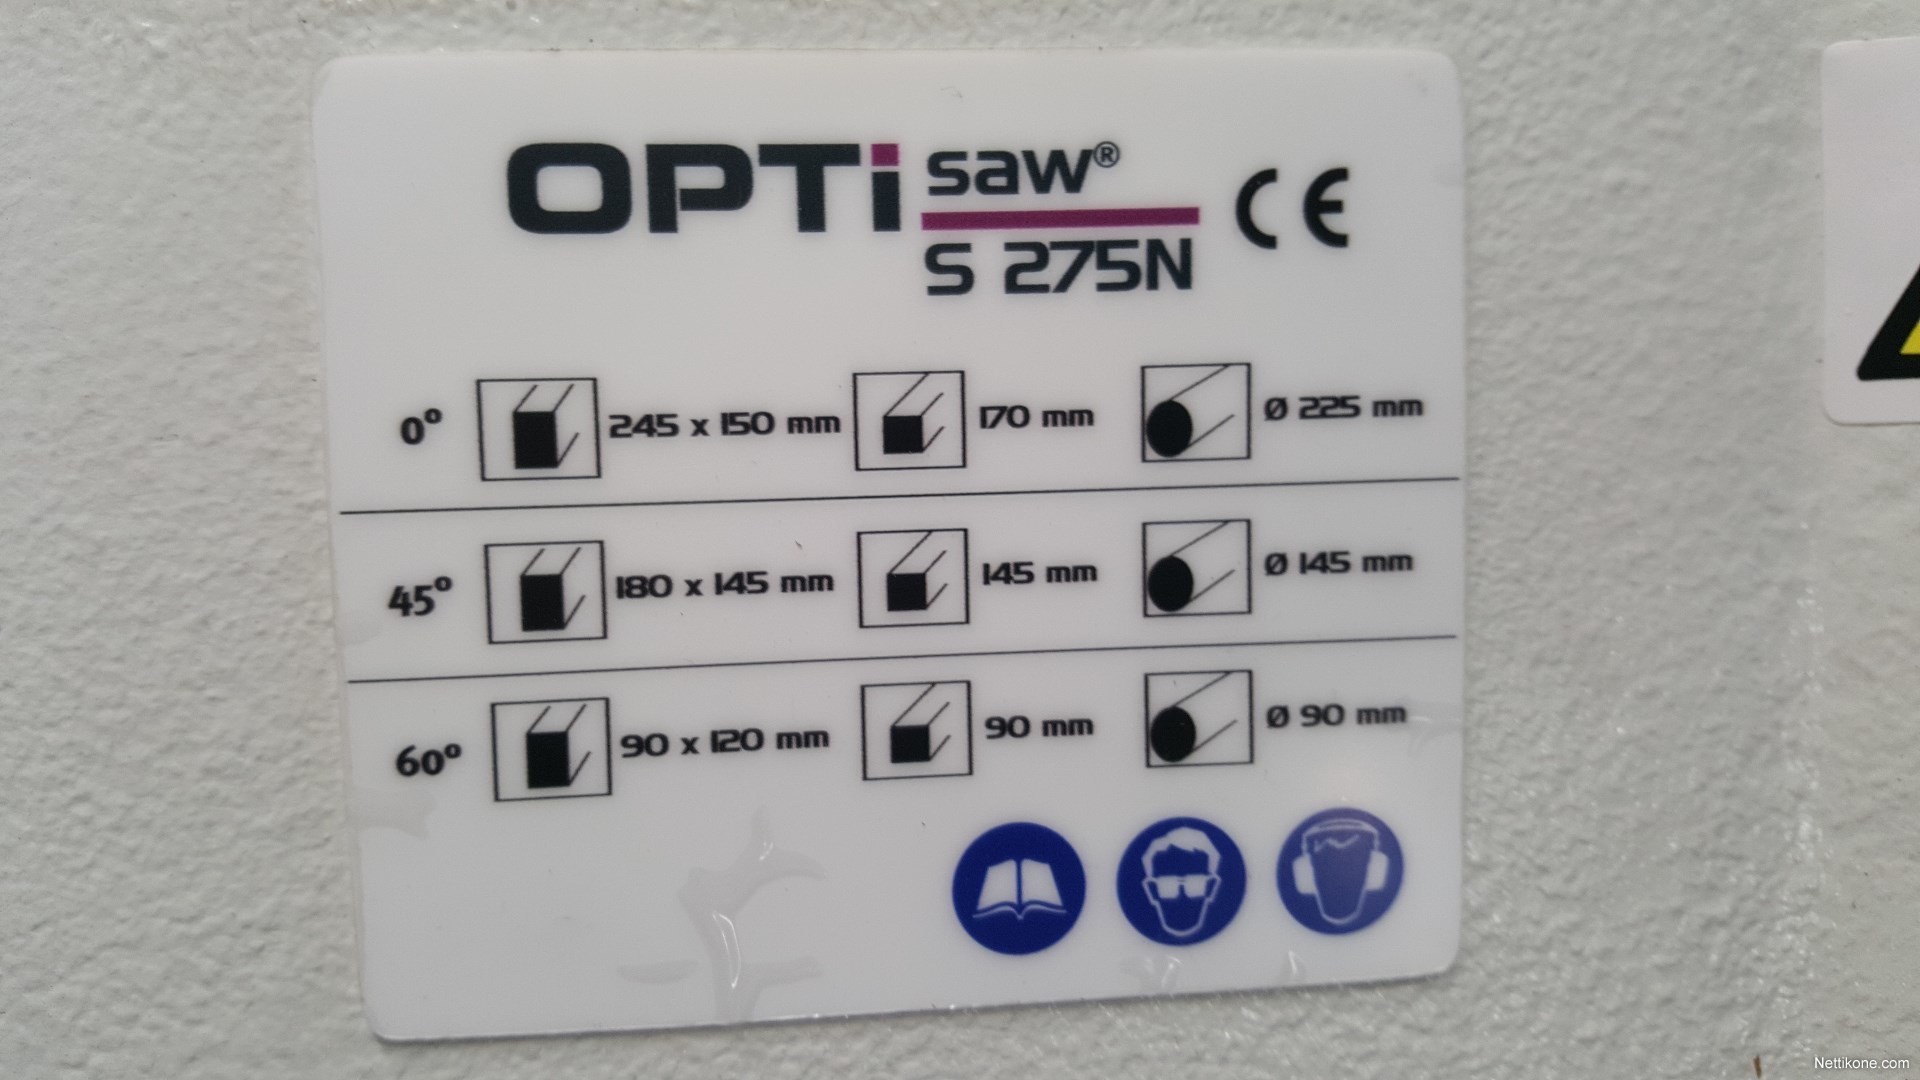 OPTi saw® CE
S 275N
0° 245 x 150 mm 170 mm Ø 225 mm
45° 180 x 145 mm 145 mm Ø 145 mm
60° 90 x 120 mm 90 mm Ø 90 mm
Nettikone.com